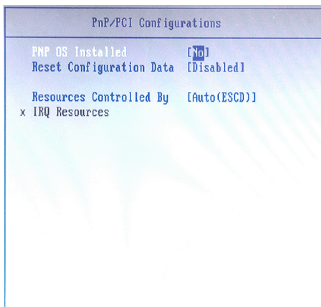 PnP/PCI Configurations
PNP OS Installed [No]
Reset Configuration Data [Disabled]
Resources Controlled By [Auto(ESCD)]
x IRQ Resources